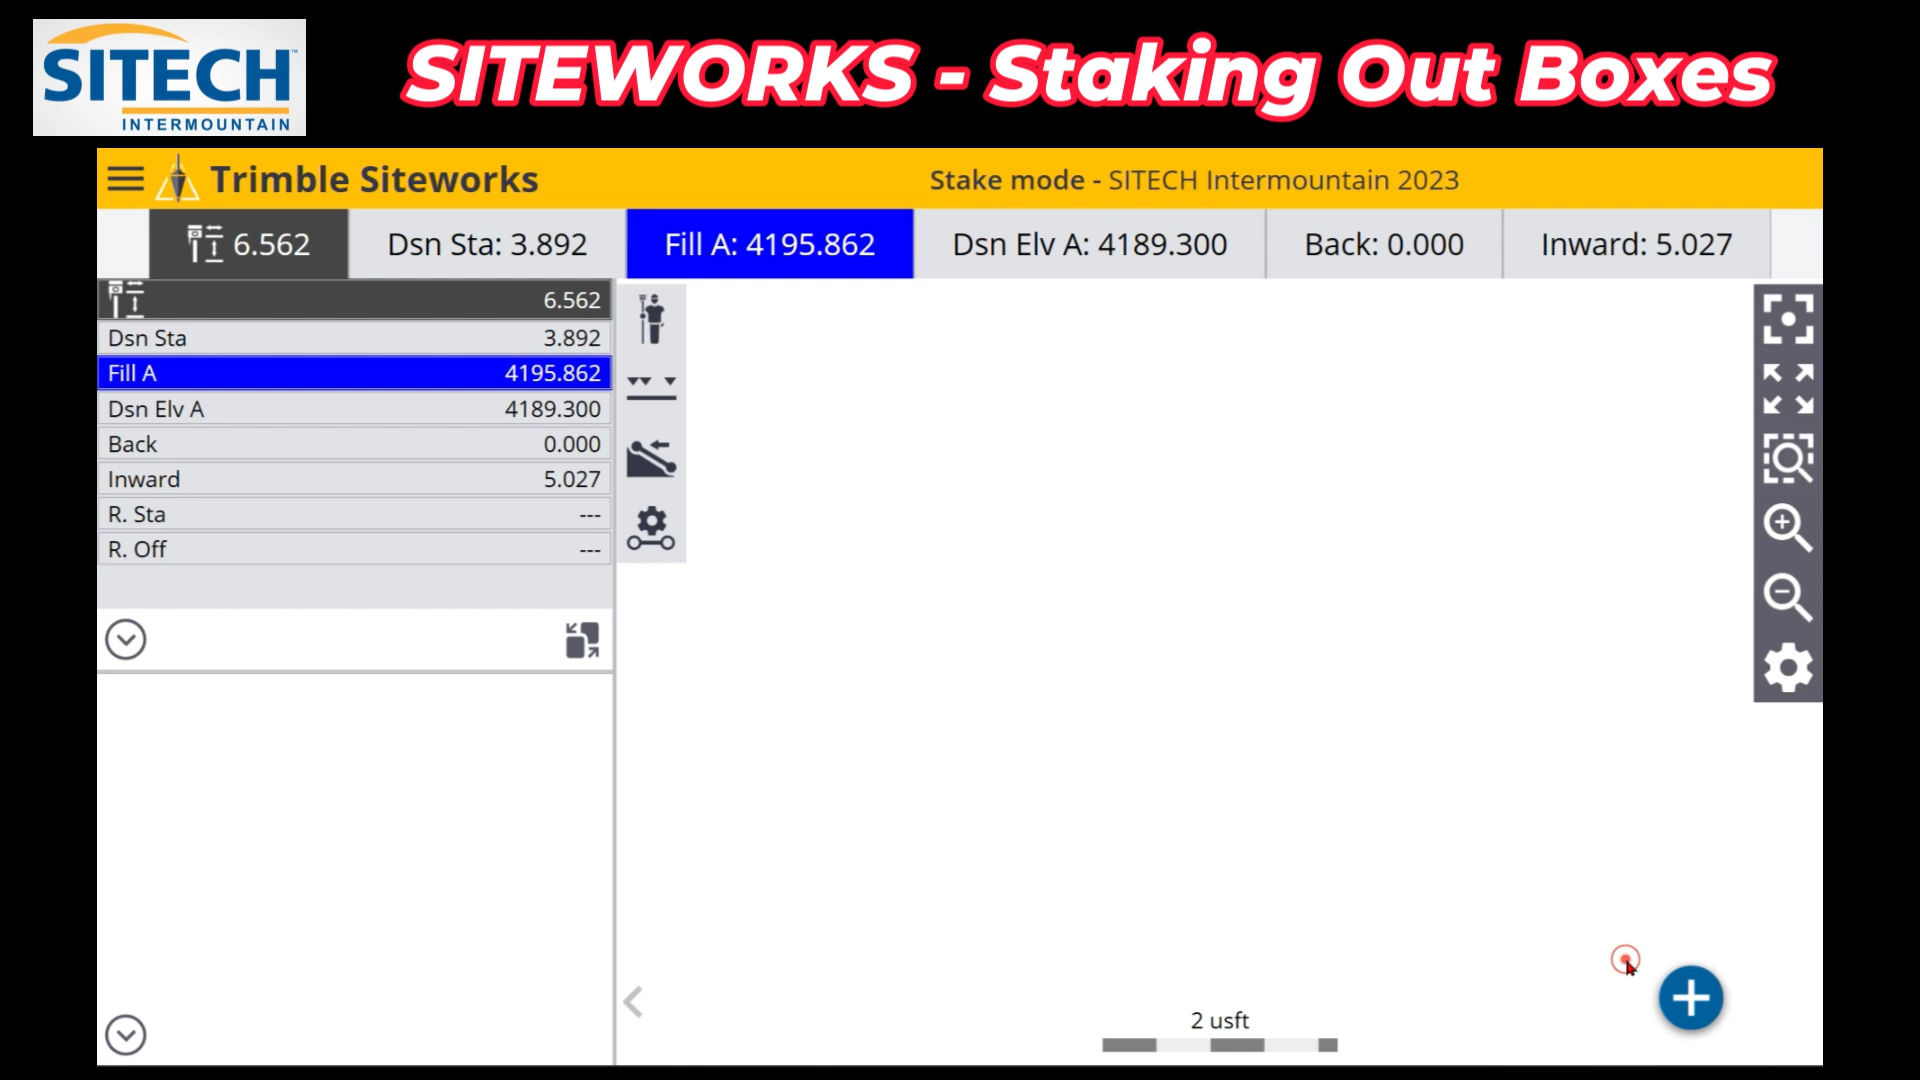 SITECH
INTERMOUNTAIN
SITEWORKS - Staking Out Boxes
Trimble Siteworks
Stake mode - SITECH Intermountain 2023
6.562 Dsn Sta: 3.892 Fill A: 4195.862 Dsn Elv A: 4189.300 Back: 0.000 Inward: 5.027
6.562
Dsn Sta 3.892
Fill A 4195.862
Dsn Elv A 4189.300
Back 0.000
Inward 5.027
R. Sta ---
R. Off ---
2 usft